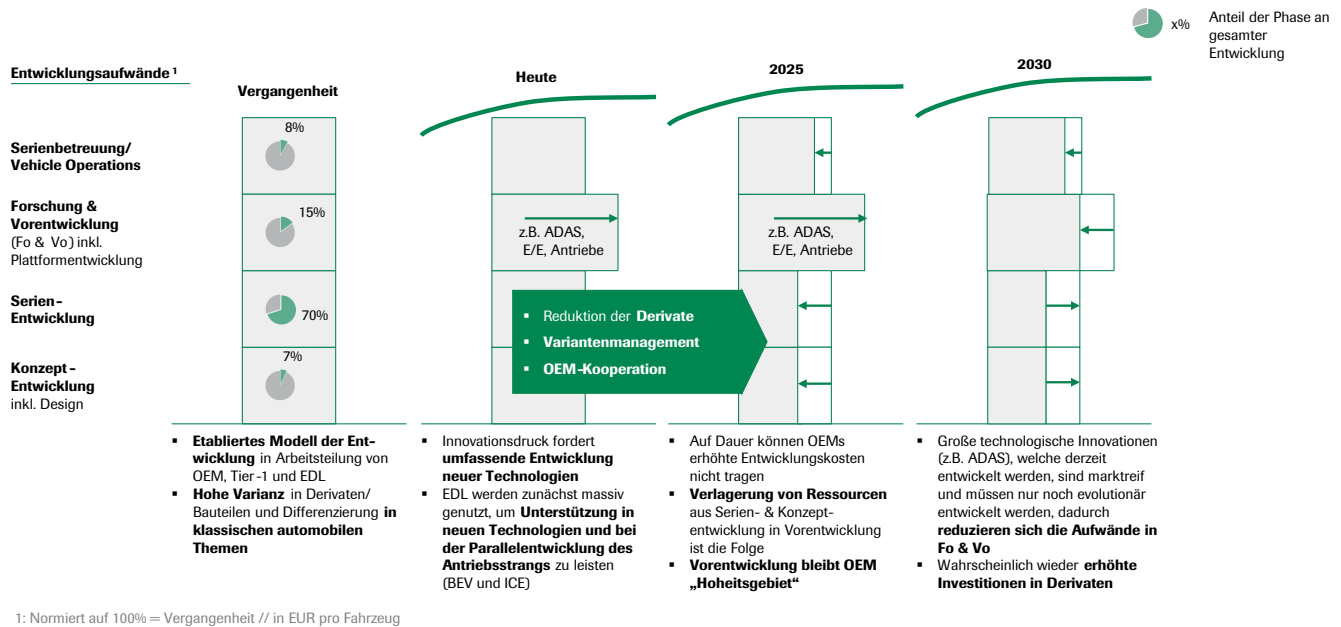 x%
Anteil der Phase an
gesamter
Entwicklung
Entwicklungsaufwände ¹
Vergangenheit
Heute
2025
2030
Serienbetreuung/
Vehicle Operations
8%
Forschung &
Vorentwicklung
(Fo & Vo) inkl.
Plattformentwicklung
15%
z.B. ADAS,
E/E, Antriebe
z.B. ADAS,
E/E, Antriebe
Serien-
Entwicklung
70%
▪ Reduktion der Derivate
▪ Variantenmanagement
▪ OEM-Kooperation
Konzept-
Entwicklung
inkl. Design
7%
▪ Etabliertes Modell der Ent-
wicklung in Arbeitsteilung von
OEM, Tier-1 und EDL
▪ Hohe Varianz in Derivaten/
Bauteilen und Differenzierung in
klassischen automobilen
Themen
▪ Innovationsdruck fordert
umfassende Entwicklung
neuer Technologien
▪ EDL werden zunächst massiv
genutzt, um Unterstützung in
neuen Technologien und bei
der Parallelentwicklung des
Antriebsstrangs zu leisten
(BEV und ICE)
▪ Auf Dauer können OEMs
erhöhte Entwicklungskosten
nicht tragen
▪ Verlagerung von Ressourcen
aus Serien- & Konzept-
entwicklung in Vorentwicklung
ist die Folge
▪ Vorentwicklung bleibt OEM
„Hoheitsgebiet“
▪ Große technologische Innovationen
(z.B. ADAS), welche derzeit
entwickelt werden, sind marktreif
und müssen nur noch evolutionär
entwickelt werden, dadurch
reduzieren sich die Aufwände in
Fo & Vo
▪ Wahrscheinlich wieder erhöhte
Investitionen in Derivaten
1: Normiert auf 100% = Vergangenheit // in EUR pro Fahrzeug